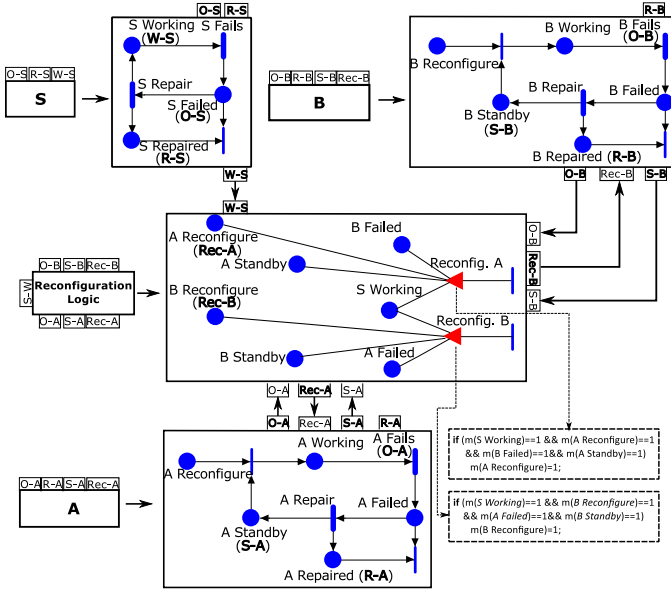 O-S R-S
S Working
(W-S)
S Fails
S Repair
S Failed
(O-S)
S Repaired
(R-S)
O-S R-S W-S
S
O-B R-B S-B Rec-B
B
R-B
B Fails
B Working
(O-B)
B Reconfigure
B Repair
B Failed
B Standby
(S-B)
B Repaired (R-B)
W-S
W-S
O-B
Rec-B
S-B
A Reconfigure
(Rec-A)
B Failed
A Standby
Reconfig. A
B Reconfigure
(Rec-B)
S Working
Reconfig. B
B Standby
A Failed
O-B
Rec-B
S-B
O-B S-B Rec-B
S-W
Reconfiguration
Logic
O-A S-A Rec-A
O-A Rec-A S-A
O-A Rec-A S-A R-A
A Working
A Fails
(O-A)
A Reconfigure
A Repair
A Failed
A Standby
(S-A)
A Repaired (R-A)
O-A R-A S-A Rec-A
A
if (m(S Working)==1 && m(A Reconfigure)==1
&& m(B Failed)==1&& m(A Standby)==1)
m(A Reconfigure)=1;
if (m(S Working)==1 && m(B Reconfigure)==1
&& m(A Failed)==1&& m(B Standby)==1)
m(B Reconfigure)=1;